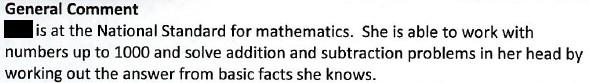 General Comment
is at the National Standard for mathematics. She is able to work with
numbers up to 1000 and solve addition and subtraction problems in her head by
working out the answer from basic facts she knows.